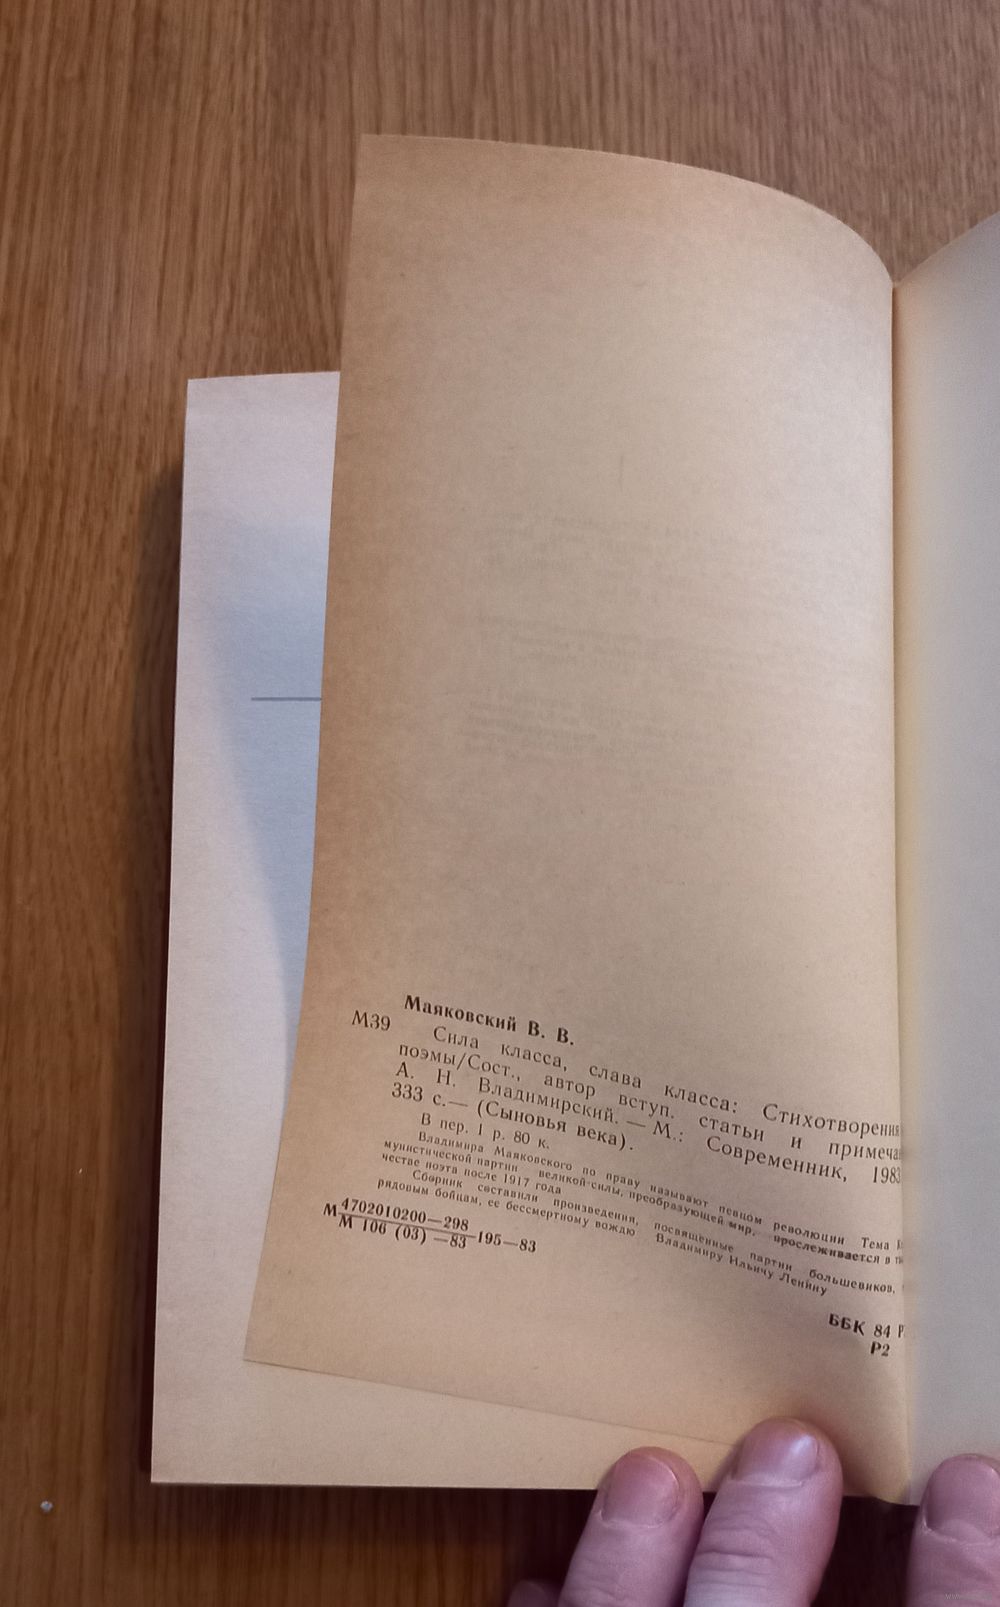 Маяковский В. В.
М39
Сила класса, слава класса: Стихотворения
поэмы/Сост., автор вступ. статьи и примеча
А. Н. Владимирский. — М.: Современник, 1983
333 с.— (Сыновья века).
В пер. 1 р. 80 к.
Владимира Маяковского по праву называют певцом революции Тема
мунистической партии великой силы, преобразующей мир, прослеживается в
честве поэта после 1917 года
Сборник составили произведения, посвященные партии большевиков,
рядовым бойцам, ее бессмертному вождю Владимиру Ильичу Ленину
М 4702010200—298
М 106 (03) —83
195—83
ББК 84 Р
Р2